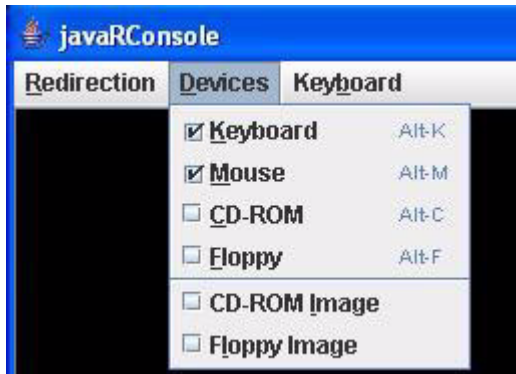 javaRConsole
Redirection Devices Keyboard
Keyboard Alt-K
Mouse Alt-M
CD-ROM Alt-C
Floppy Alt-F
CD-ROM Image
Floppy Image